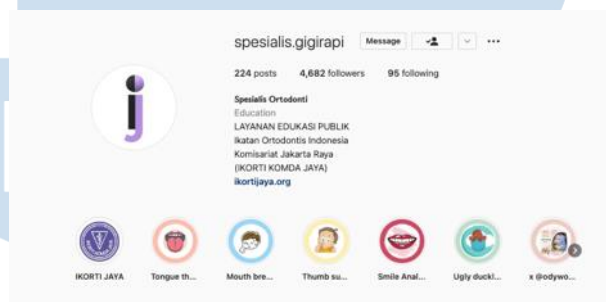 spesialis.gigirapi Message
224 posts 4,682 followers 95 following
Spesialis Ortodonti
Education
LAYANAN EDUKASI PUBLIK
Ikatan Ortodontis Indonesia
Komisariat Jakarta Raya
(IKORTI KOMDA JAYA)
ikortijaya.org
IKORTI JAYA Tongue th... Mouth bre... Thumb su... Smile Anal... Ugly duckl... x @odywo...